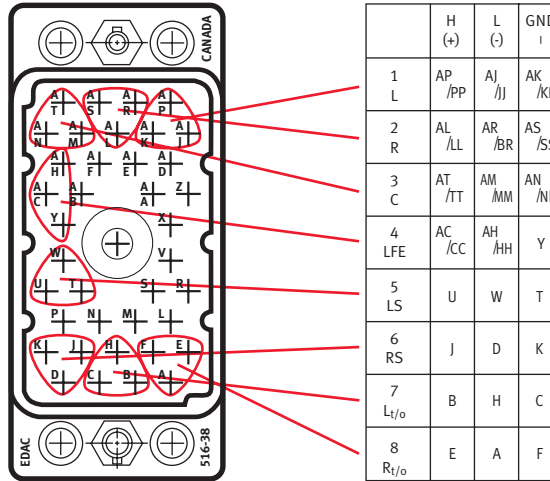 CANADA
A A A A
T S R P
A A A A A
N M L K J
A A A A
H F E D
A A A Z
C B A
Y X
W V
U T S R
P N M L
K J H F E
D C B A
EDAC 516-38
H L GND
(+) (-)
1 AP AJ AK
L /PP /JJ
2 AL AR AS
R /LL /BR /SS
3 AT AM AN
C /TT /MM
4 AC AH Y
LFE /CC /HH
5 U W T
LS
6 J D K
RS
7 B H C
Lt/o
8 E A F
Rt/o